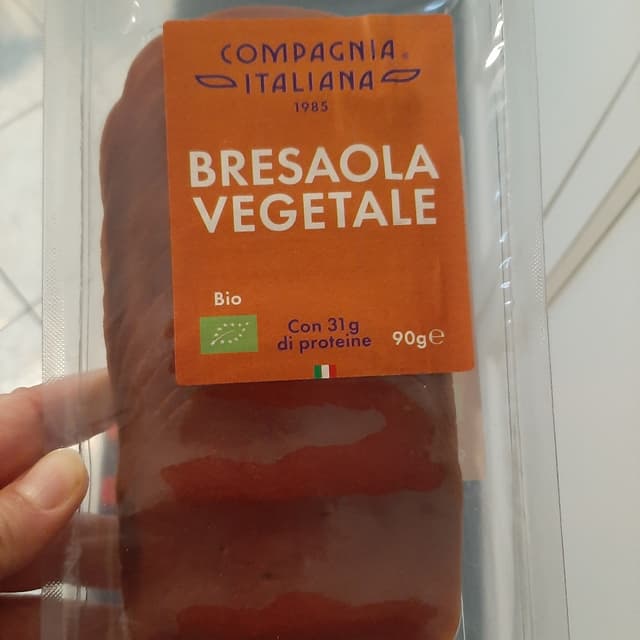 COMPAGNIA
ITALIANA
1985
BRESAOLA
VEGETALE
Bio
Con 31g
di proteine
90g℮